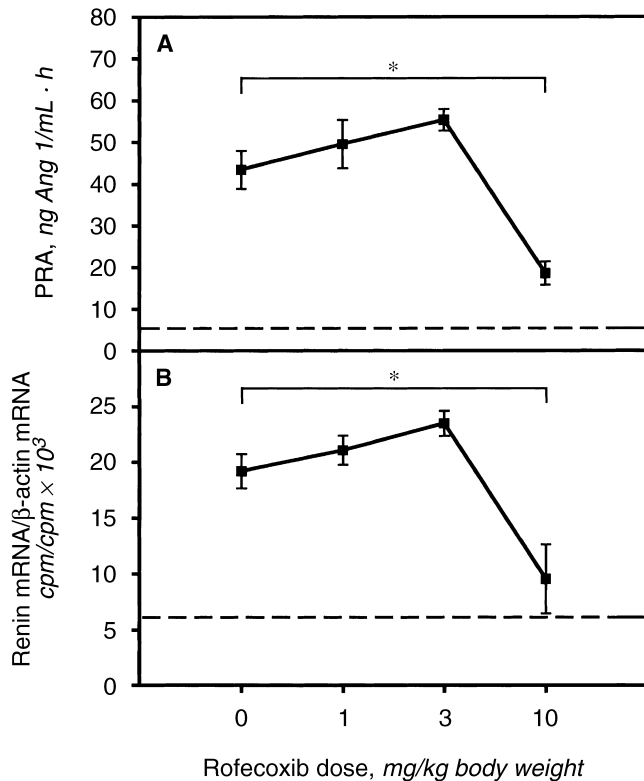 A
80
70
60
50
40
30
20
10
0
PRA, ng Ang 1/mL · h
*
B
25
20
15
10
5
0
Renin mRNA/β-actin mRNA
cpm/cpm × 10³
*
0 1 3 10
Rofecoxib dose, mg/kg body weight